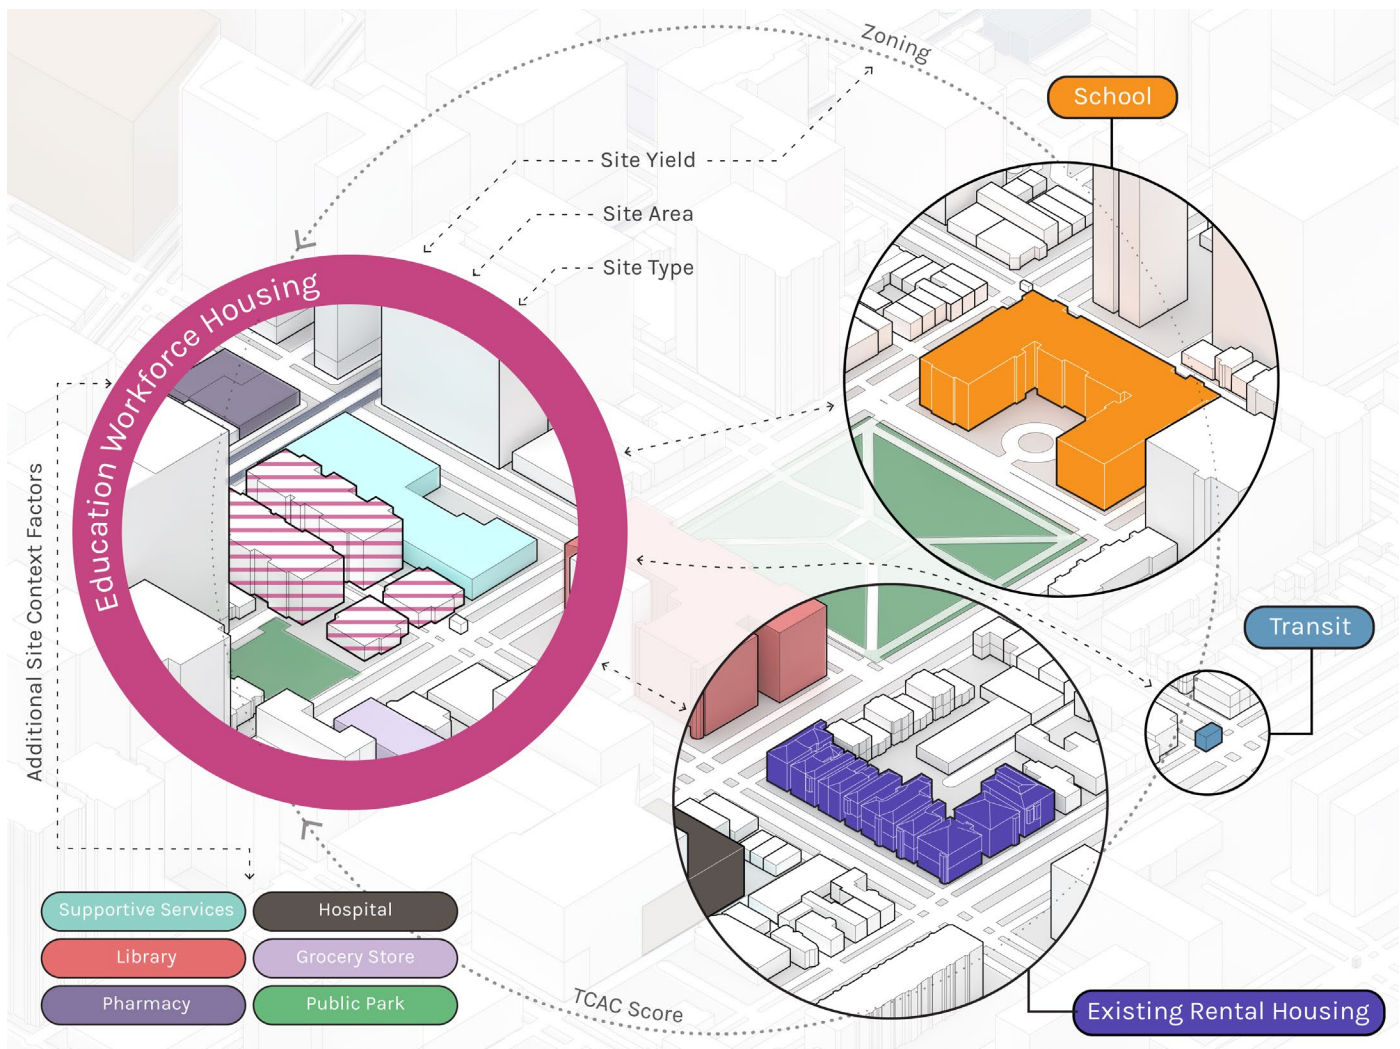 Zoning
School
Site Yield
Site Area
Site Type
Education Workforce Housing
Additional Site Context Factors
Transit
Supportive Services
Hospital
Library
Grocery Store
Pharmacy
Public Park
TCAC Score
Existing Rental Housing